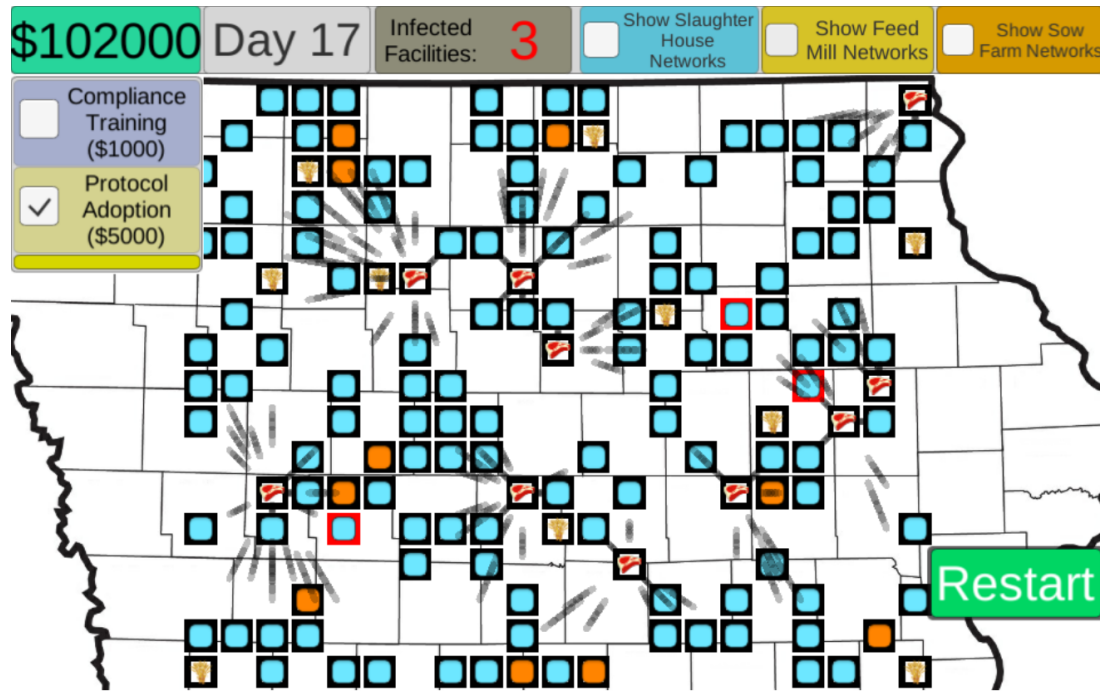 $102000
Day 17
Infected
Facilities: 3
Show Slaughter
House
Networks
Show Feed
Mill Networks
Show Sow
Farm Networks
Compliance
Training
($1000)
Protocol
Adoption
($5000)
Restart